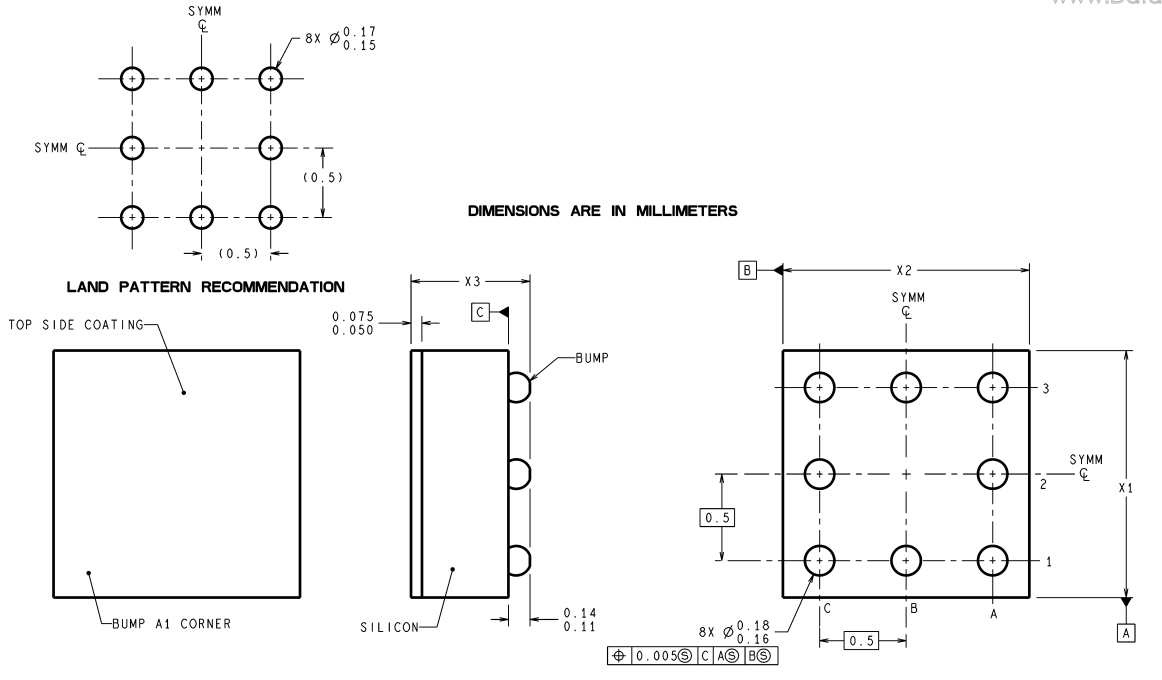 SYMM
℄
8X Ø 0.17
0.15
SYMM ℄
(0.5)
(0.5)
LAND PATTERN RECOMMENDATION
DIMENSIONS ARE IN MILLIMETERS
TOP SIDE COATING
BUMP A1 CORNER
X3
C
0.075
0.050
BUMP
SILICON
0.14
0.11
B
X2
SYMM
℄
3
SYMM
℄
2
X1
0.5
1
C B A
8X Ø 0.18
0.16
0.5
A
⌖ 0.005Ⓢ C AⓈ BⓈ